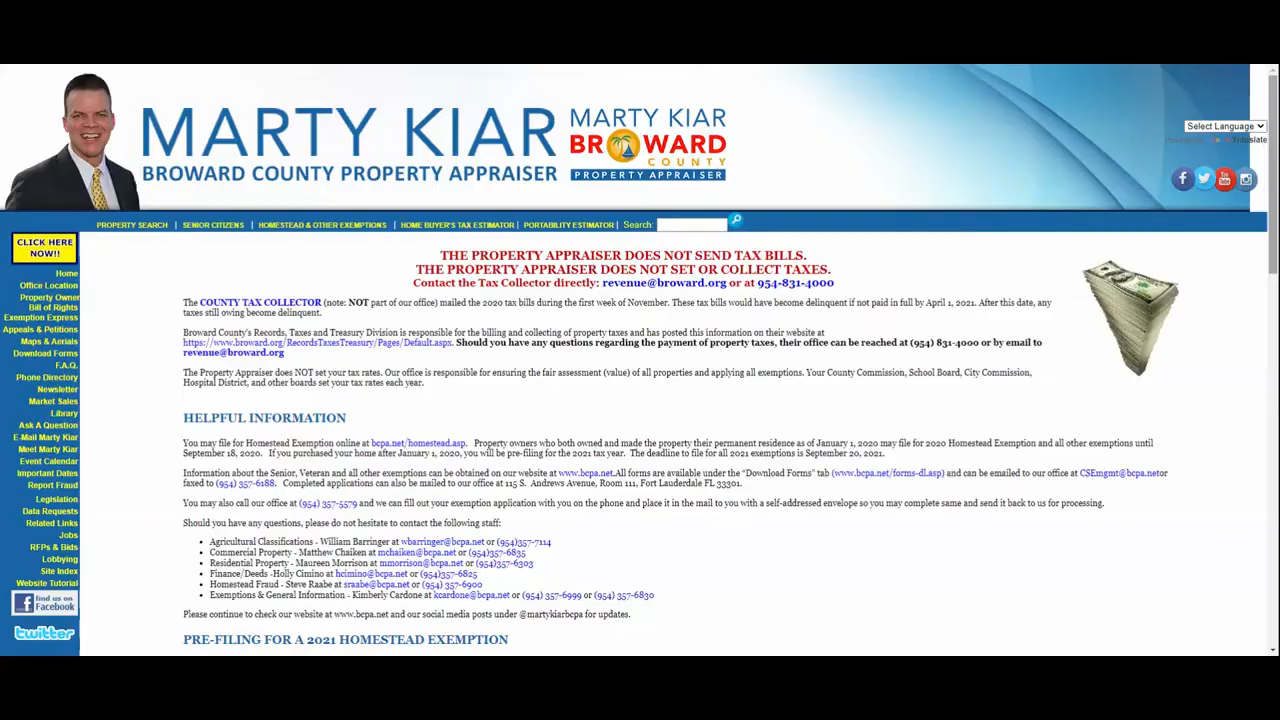 MARTY KIAR
BROWARD COUNTY PROPERTY APPRAISER
MARTY KIAR
BROWARD
COUNTY
PROPERTY APPRAISER
Select Language
Translate
PROPERTY SEARCH | SENIOR CITIZENS | HOMESTEAD & OTHER EXEMPTIONS | HOME BUYER'S TAX ESTIMATOR | PORTABILITY ESTIMATOR | Search:
CLICK HERE
NOW!!
Home
Office Location
Property Owner
Bill of Rights
Exemption Express
Appeals & Petitions
Maps & Aerials
Download Forms
F.A.Q.
Phone Directory
Newsletter
Market Sales
Library
Ask A Question
E-Mail Marty Kiar
Meet Marty Kiar
Event Calendar
Important Dates
Report Fraud
Legislation
Data Requests
Related Links
Jobs
RFPs & Bids
Lobbying
Site Index
Website Tutorial
find us on
Facebook
twitter
THE PROPERTY APPRAISER DOES NOT SEND TAX BILLS.
THE PROPERTY APPRAISER DOES NOT SET OR COLLECT TAXES.
Contact the Tax Collector directly: revenue@broward.org or at 954-831-4000
The COUNTY TAX COLLECTOR (note: NOT part of our office) mailed the 2020 tax bills during the first week of November. These tax bills would have become delinquent if not paid in full by April 1, 2021. After this date, any
taxes still owing become delinquent.
Broward County's Records, Taxes and Treasury Division is responsible for the billing and collecting of property taxes and has posted this information on their website at
https://www.broward.org/RecordsTaxesTreasury/Pages/Default.aspx. Should you have any questions regarding the payment of property taxes, their office can be reached at (954) 831-4000 or by email to
revenue@broward.org
The Property Appraiser does NOT set your tax rates. Our office is responsible for ensuring the fair assessment (value) of all properties and applying all exemptions. Your County Commission, School Board, City Commission,
Hospital District, and other boards set your tax rates each year.
HELPFUL INFORMATION
You may file for Homestead Exemption online at bcpa.net/homestead.asp. Property owners who both owned and made the property their permanent residence as of January 1, 2020 may file for 2020 Homestead Exemption and all other exemptions until
September 18, 2020. If you purchased your home after January 1, 2020, you will be pre-filing for the 2021 tax year. The deadline to file for all 2021 exemptions is September 20, 2021.
Information about the Senior, Veteran and all other exemptions can be obtained on our website at www.bcpa.net.All forms are available under the "Download Forms" tab (www.bcpa.net/forms-dl.asp) and can be emailed to our office at CSEmgmt@bcpa.netor
faxed to (954) 357-6188. Completed applications can also be mailed to our office at 115 S. Andrews Avenue, Room 111, Fort Lauderdale FL 33301.
You may also call our office at (954) 357-5579 and we can fill out your exemption application with you on the phone and place it in the mail to you with a self-addressed envelope so you may complete same and send it back to us for processing.
Should you have any questions, please do not hesitate to contact the following staff:
• Agricultural Classifications - William Barringer at wbarringer@bcpa.net or (954)357-7114
• Commercial Property - Matthew Chaiken at mchaiken@bcpa.net or (954)357-6835
• Residential Property - Maureen Morrison at mmorrison@bcpa.net or (954)357-6303
• Finance/Deeds -Holly Cimino at hcimino@bcpa.net or (954)357-6825
• Homestead Fraud - Steve Raabe at sraabe@bcpa.net or (954) 357-6900
• Exemptions & General Information - Kimberly Cardone at kcardone@bcpa.net or (954) 357-6999 or (954) 357-6830
Please continue to check our website at www.bcpa.net and our social media posts under @martykiarbcpa for updates.
PRE-FILING FOR A 2021 HOMESTEAD EXEMPTION